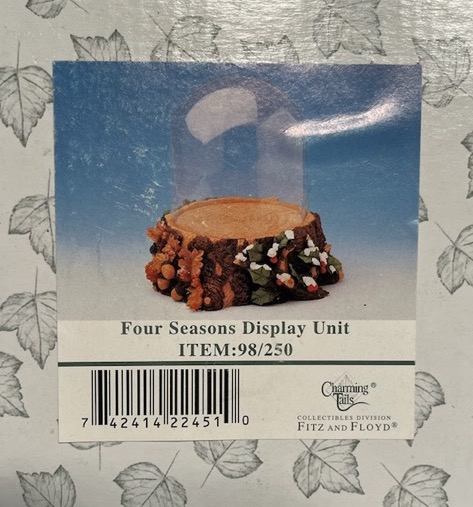 Four Seasons Display Unit
ITEM:98/250
7 42414 22451 0
Charming Tails®
COLLECTIBLES DIVISION
FITZ AND FLOYD®